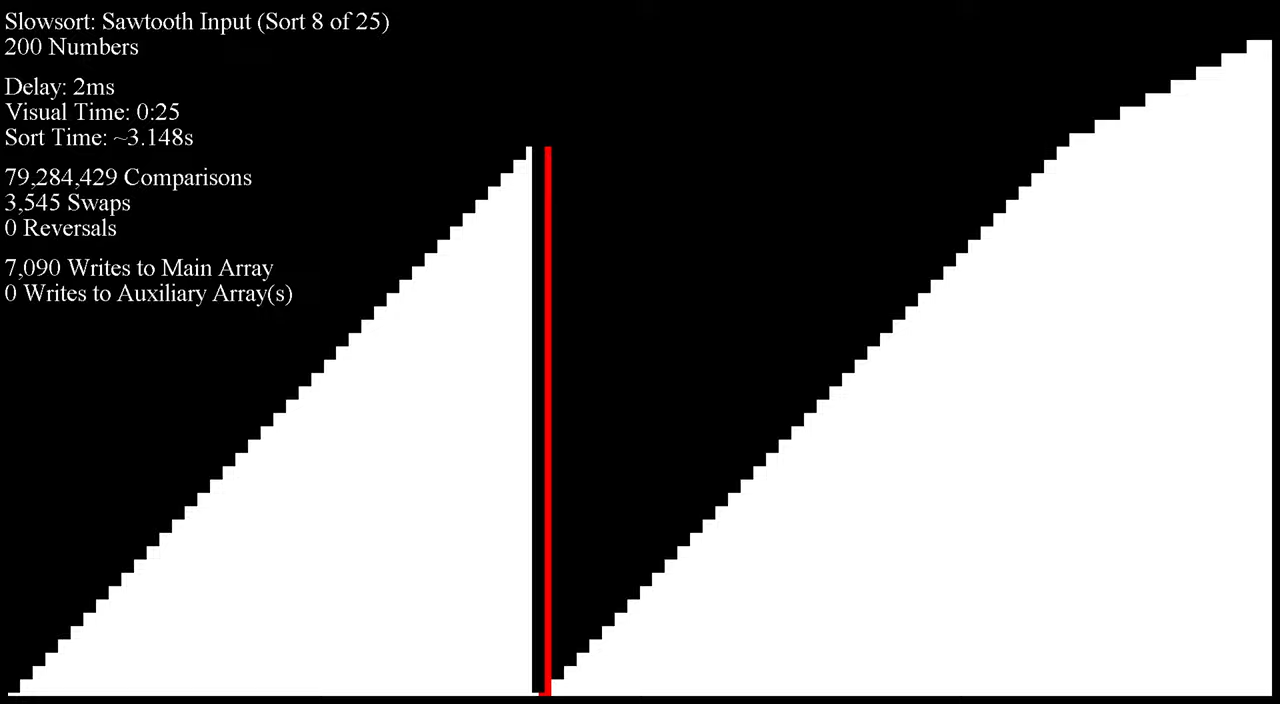 Slowsort: Sawtooth Input (Sort 8 of 25)
200 Numbers
Delay: 2ms
Visual Time: 0:25
Sort Time: ~3.148s
79,284,429 Comparisons
3,545 Swaps
0 Reversals
7,090 Writes to Main Array
0 Writes to Auxiliary Array(s)